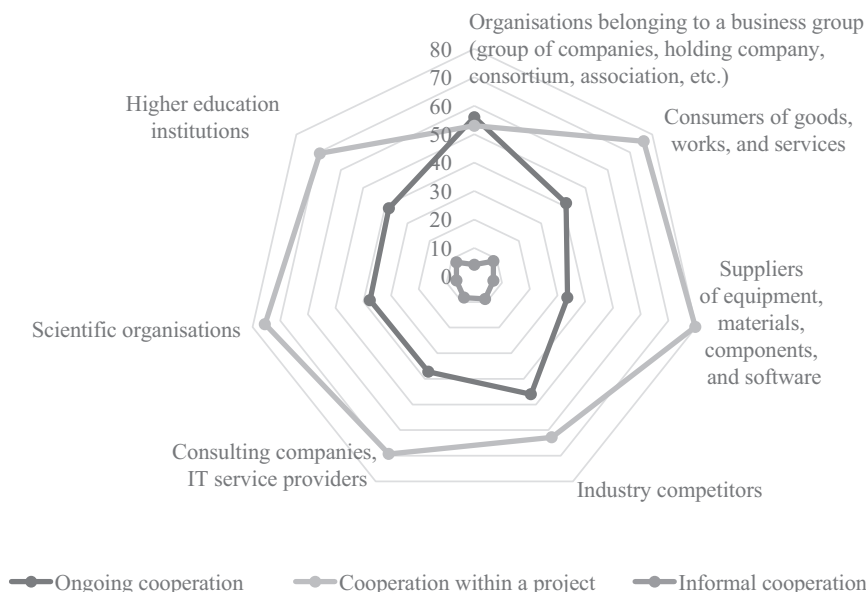 Organisations belonging to a business group
(group of companies, holding company,
consortium, association, etc.)
80
70
60
50
40
30
20
10
0
Higher education
institutions
Consumers of goods,
works, and services
Scientific organisations
Suppliers
of equipment,
materials,
components,
and software
Consulting companies,
IT service providers
Industry competitors
Ongoing cooperation
Cooperation within a project
Informal cooperation